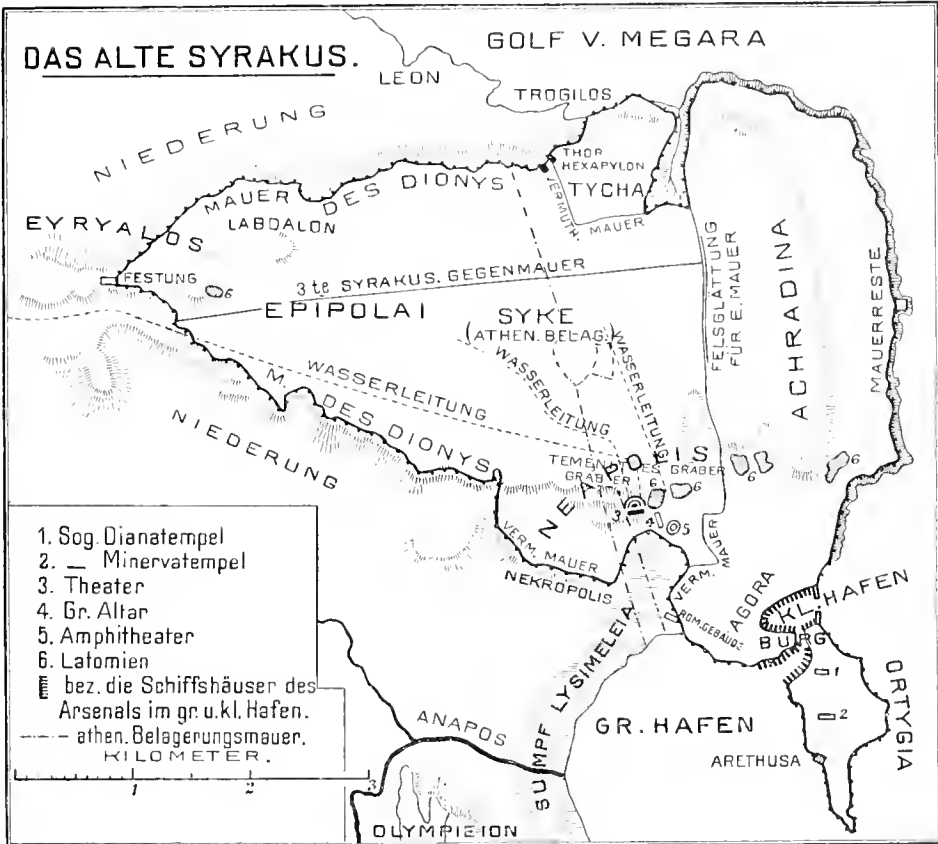 DAS ALTE SYRAKUS.
GOLF V. MEGARA
LEON
TROGILOS
NIEDERUNG
THOR
HEXAPYLON
TYCHA
VERMUTH.
MAUER
MAUER DES DIONYS
LABDALON
EYRYALOS
FESTUNG
6
3te SYRAKUS. GEGENMAUER
EPIPOLAI
SYKE
(ATHEN. BELAG.)
WASSERLEITUNG
WASSERLEITUNG
WASSERLEITUNG
FELSGLÄTTUNG
FÜR E. MAUER
ACHRADINA
MAUERRESTE
M. DES DIONYS
NIEDERUNG
NEAPOLIS
TEMENITES GRÄBER
GRÄBER
6
6
6
6
3
4
5
VERM. MAUER
NEKROPOLIS
VERM. MAUER
RÖM. GEBÄUDE
AGORA
KL. HAFEN
BURG
1
2
ORTYGIA
ARETHUSA
GR. HAFEN
SUMPF LYSIMELEIA
ANAPOS
OLYMPIEION
1. Sog. Dianatempel
2. — Minervatempel
3. Theater
4. Gr. Altar
5. Amphitheater
6. Latomien
bez. die Schiffshäuser des
Arsenals im gr. u. kl. Hafen.
athen. Belagerungsmauer.
KILOMETER.
1 2 3